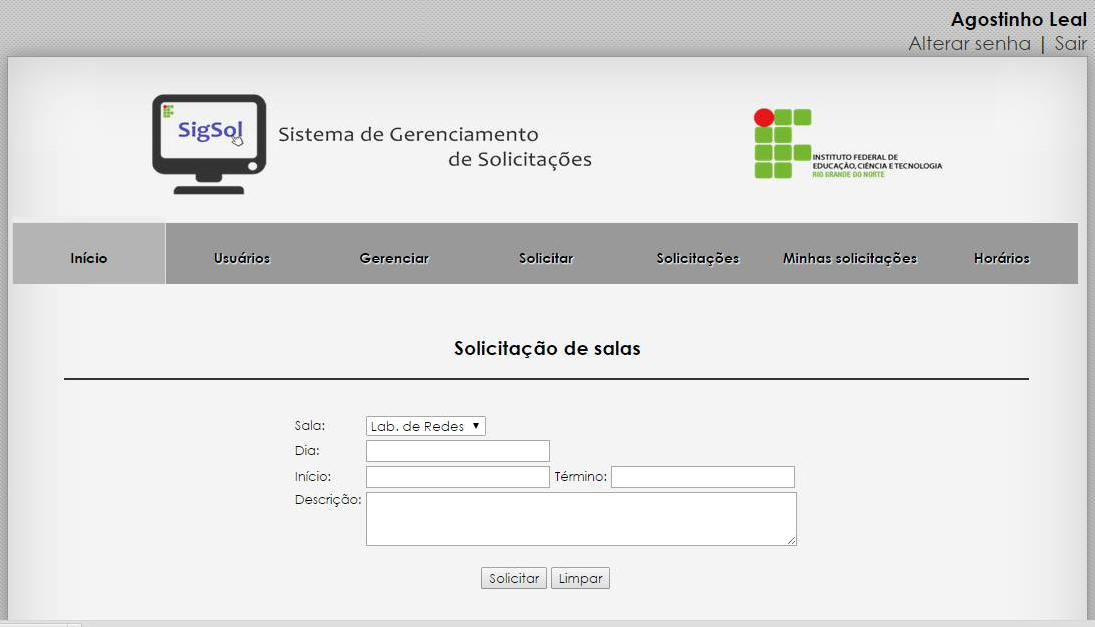 Agostinho Leal
Alterar senha | Sair
SigSol
Sistema de Gerenciamento
de Solicitações
INSTITUTO FEDERAL DE
EDUCAÇÃO, CIÊNCIA E TECNOLOGIA
RIO GRANDE DO NORTE
Início Usuários Gerenciar Solicitar Solicitações Minhas solicitações Horários
Solicitação de salas
Sala: Lab. de Redes
Dia:
Início: Término:
Descrição:
Solicitar Limpar